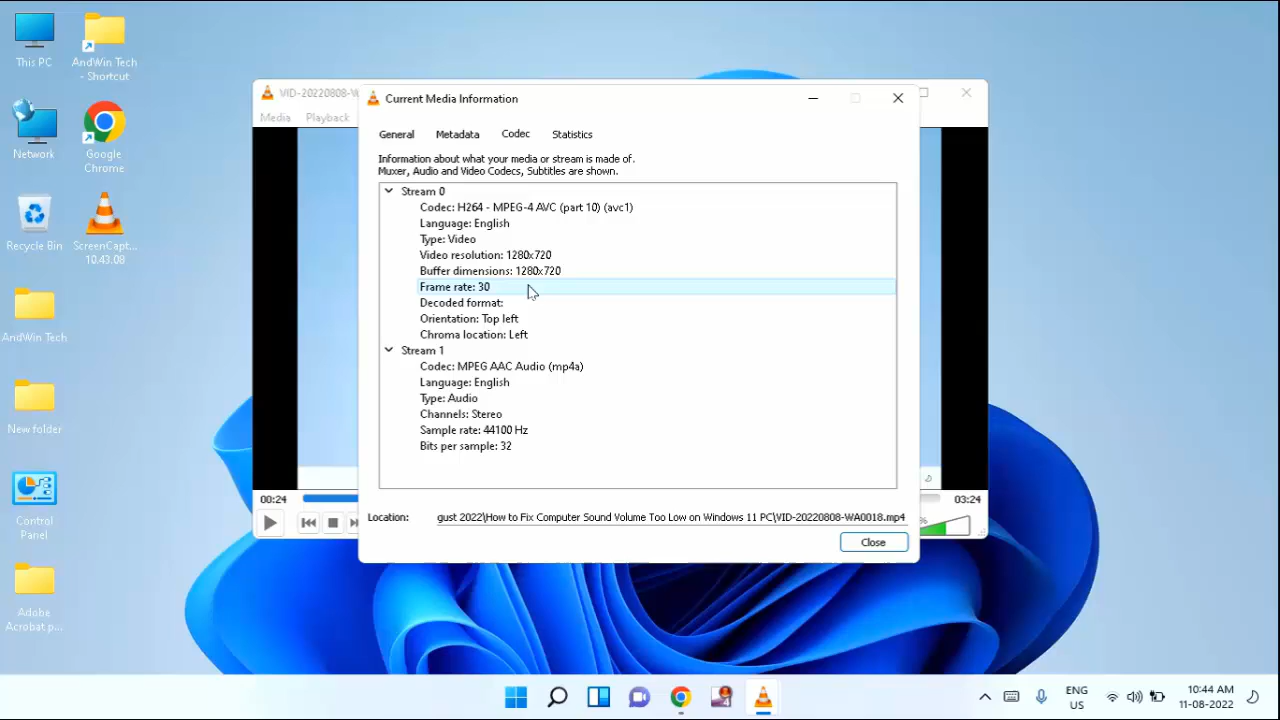 This PC
AndWin Tech
- Shortcut
Network
Google
Chrome
Recycle Bin
ScreenCapt...
10.43.08
AndWin Tech
New folder
Control
Panel
Adobe
Acrobat p...
VID-20220808-W
Media
Playback
Current Media Information
General
Metadata
Codec
Statistics
Information about what your media or stream is made of.
Muxer, Audio and Video Codecs, Subtitles are shown.
Stream 0
Codec: H264 - MPEG-4 AVC (part 10) (avc1)
Language: English
Type: Video
Video resolution: 1280x720
Buffer dimensions: 1280x720
Frame rate: 30
Decoded format:
Orientation: Top left
Chroma location: Left
Stream 1
Codec: MPEG AAC Audio (mp4a)
Language: English
Type: Audio
Channels: Stereo
Sample rate: 44100 Hz
Bits per sample: 32
00:24
03:24
%
Location:
gust 2022\How to Fix Computer Sound Volume Too Low on Windows 11 PC\VID-20220808-WA0018.mp4
Close
ENG
US
10:44 AM
11-08-2022